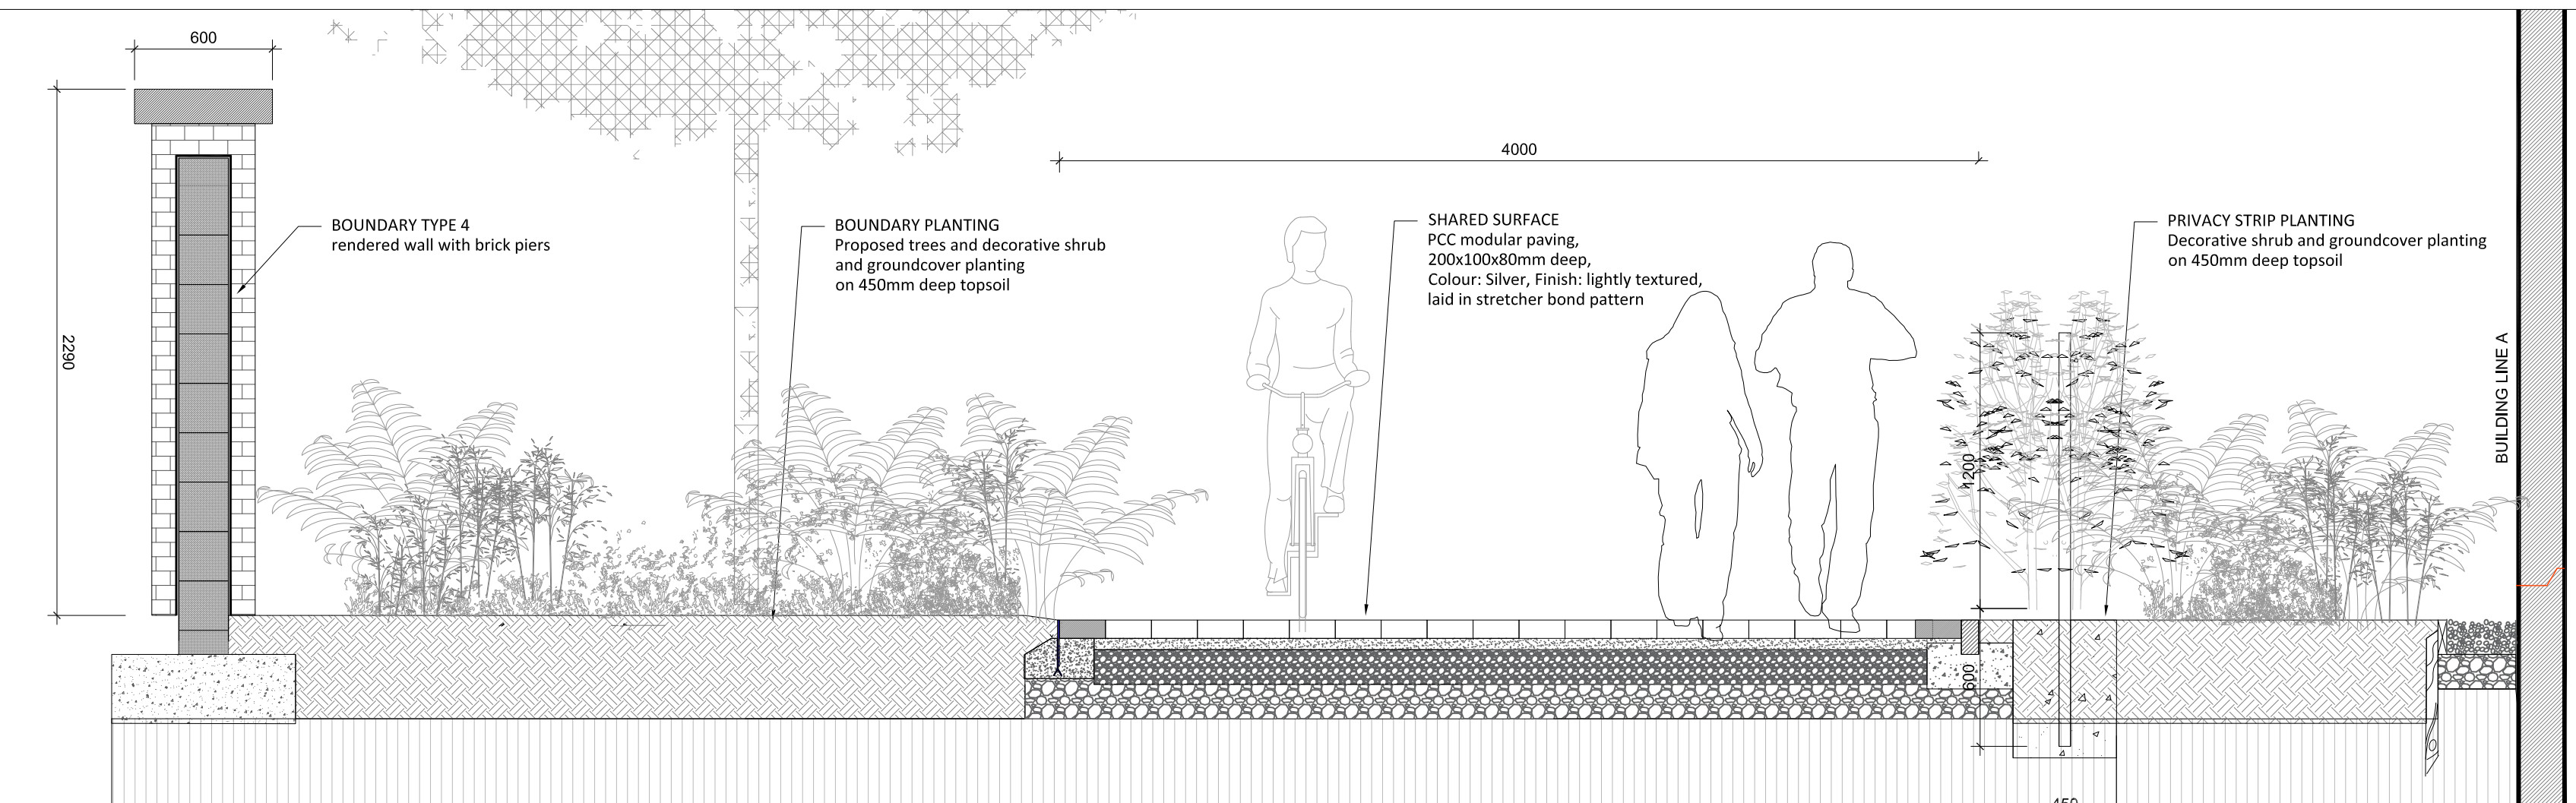 600
2290
BOUNDARY TYPE 4
rendered wall with brick piers
BOUNDARY PLANTING
Proposed trees and decorative shrub
and groundcover planting
on 450mm deep topsoil
4000
SHARED SURFACE
PCC modular paving,
200x100x80mm deep,
Colour: Silver, Finish: lightly textured,
laid in stretcher bond pattern
PRIVACY STRIP PLANTING
Decorative shrub and groundcover planting
on 450mm deep topsoil
BUILDING LINE A
1200
600